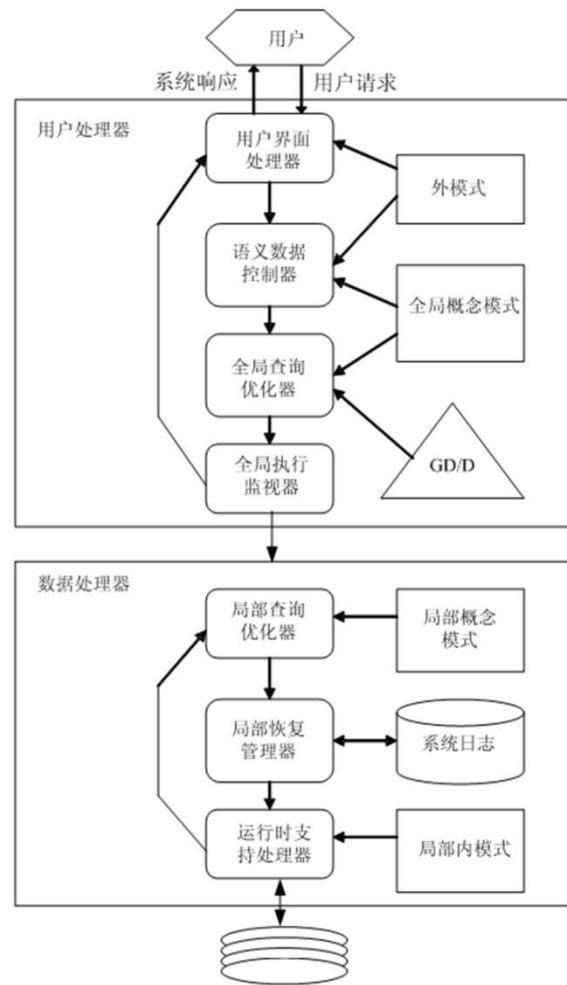 用户
系统响应
用户请求
用户处理器
用户界面
处理器
外模式
语义数据
控制器
全局概念模式
全局查询
优化器
全局执行
监视器
GD/D
数据处理器
局部查询
优化器
局部概念
模式
局部恢复
管理器
系统日志
运行时支
持处理器
局部内模式